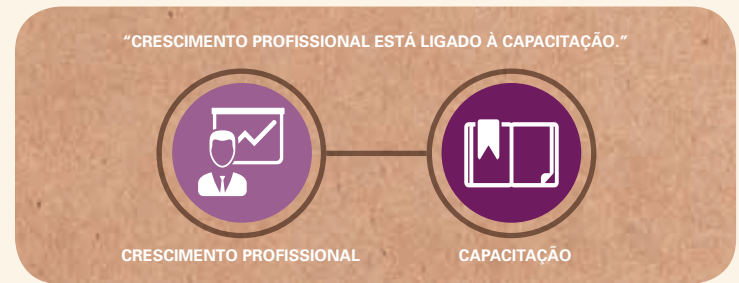 “CRESCIMENTO PROFISSIONAL ESTÁ LIGADO À CAPACITAÇÃO.”
CRESCIMENTO PROFISSIONAL
CAPACITAÇÃO